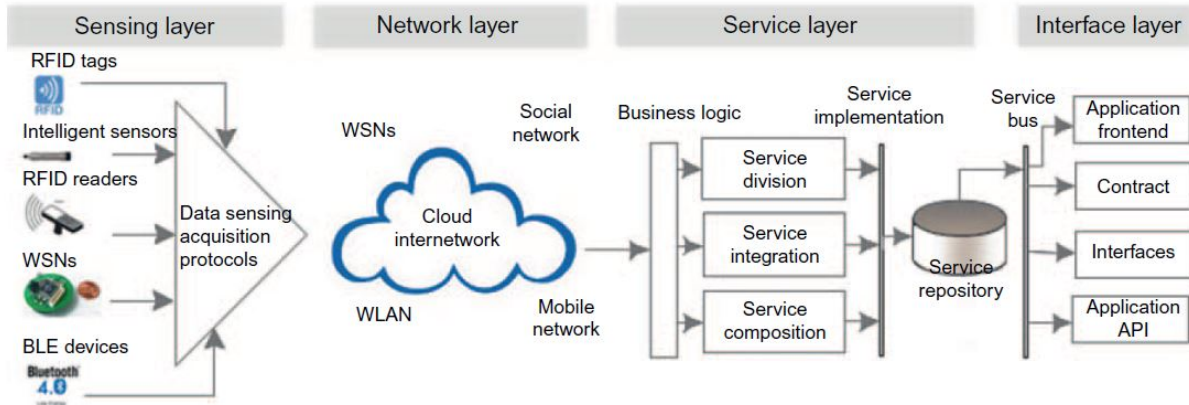 Sensing layer
Network layer
Service layer
Interface layer
RFID tags
RFID
Intelligent sensors
RFID readers
WSNs
BLE devices
Bluetooth
4.0
Data sensing
acquisition
protocols
WSNs
Social
network
Cloud
internetwork
WLAN
Mobile
network
Business logic
Service
implementation
Service
division
Service
integration
Service
composition
Service
repository
Service
bus
Application
frontend
Contract
Interfaces
Application
API